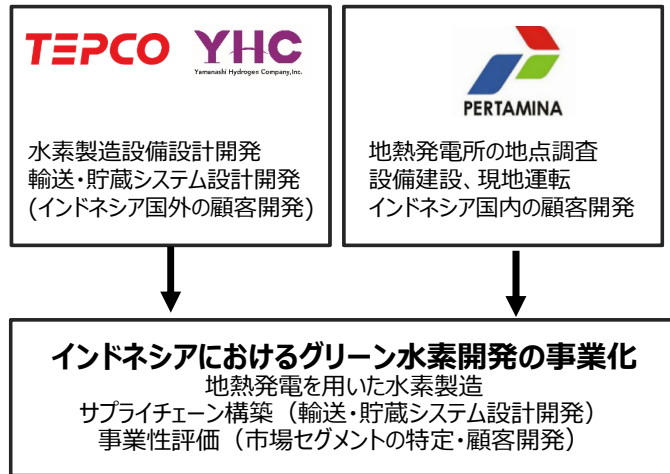 TEPCO
YHC
Yamanashi Hydrogen Company,Inc.
水素製造設備設計開発
輸送・貯蔵システム設計開発
(インドネシア国外の顧客開発)
PERTAMINA
地熱発電所の地点調査
設備建設、現地運転
インドネシア国内の顧客開発
インドネシアにおけるグリーン水素開発の事業化
地熱発電を用いた水素製造
サプライチェーン構築（輸送・貯蔵システム設計開発）
事業性評価（市場セグメントの特定・顧客開発）